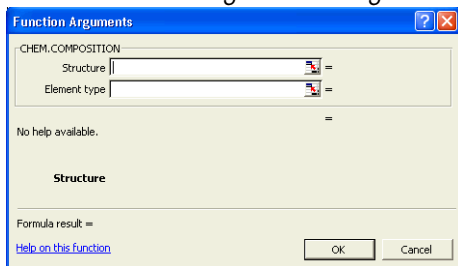 Function Arguments
CHEM.COMPOSITION
Structure =
Element type =
=
No help available.
Structure
Formula result =
Help on this function OK Cancel